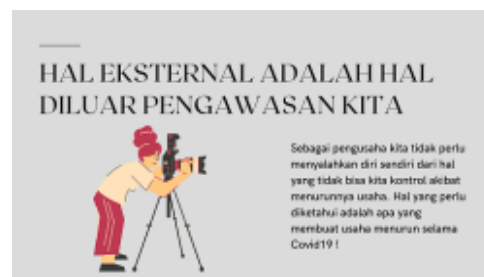 HAL EKSTERNAL ADALAH HAL
DILUAR PENGAWASAN KITA
Sebagai pengusaha kita tidak perlu
menyalahkan diri sendiri dari hal
yang tidak bisa kita kontrol akibat
menurunnya usaha. Hal yang perlu
diketahui adalah apa yang
membuat usaha menurun selama
Covid19 !